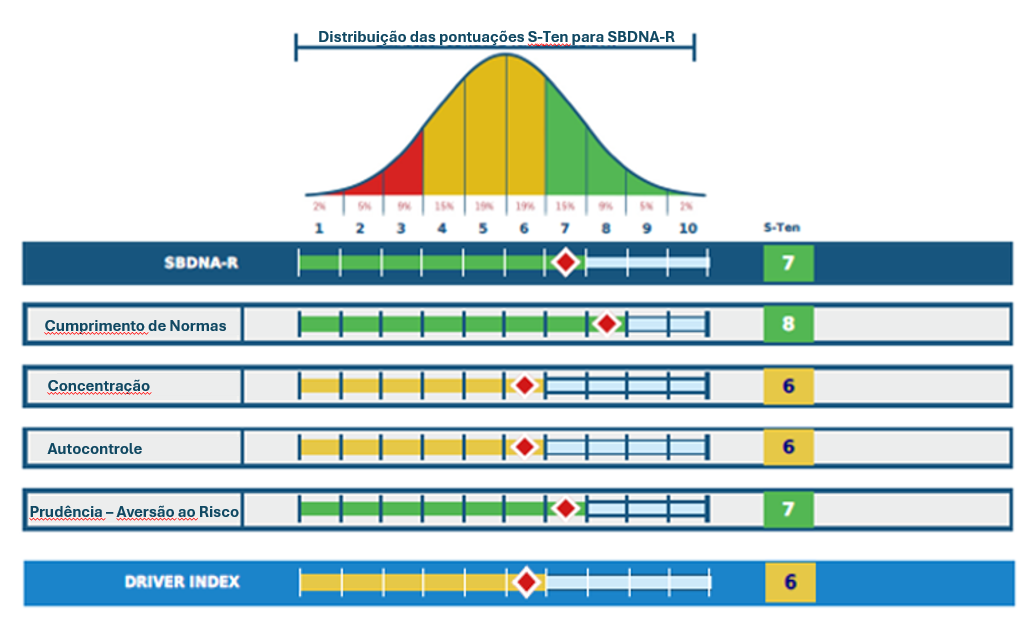 Distribuição das pontuações S-Ten para SBDNA-R
2% 5% 9% 15% 19% 19% 15% 9% 5% 2%
1 2 3 4 5 6 7 8 9 10 S-Ten
SBDNA-R 7
Cumprimento de Normas 8
Concentração 6
Autocontrole 6
Prudência – Aversão ao Risco 7
DRIVER INDEX 6